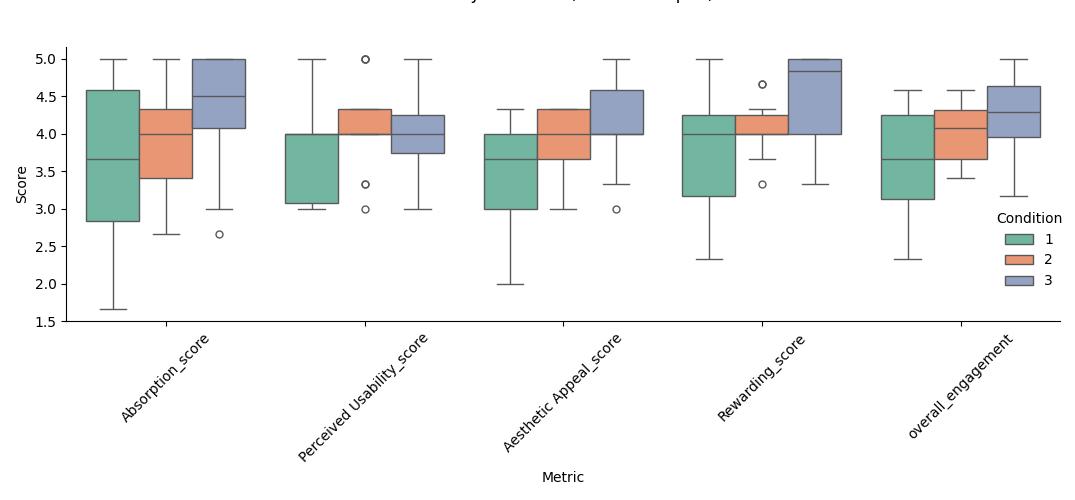 5.0
4.5
4.0
3.5
3.0
2.5
2.0
1.5
Score
Absorption_score
Perceived Usability_score
Aesthetic Appeal_score
Rewarding_score
overall_engagement
Metric
Condition
1
2
3